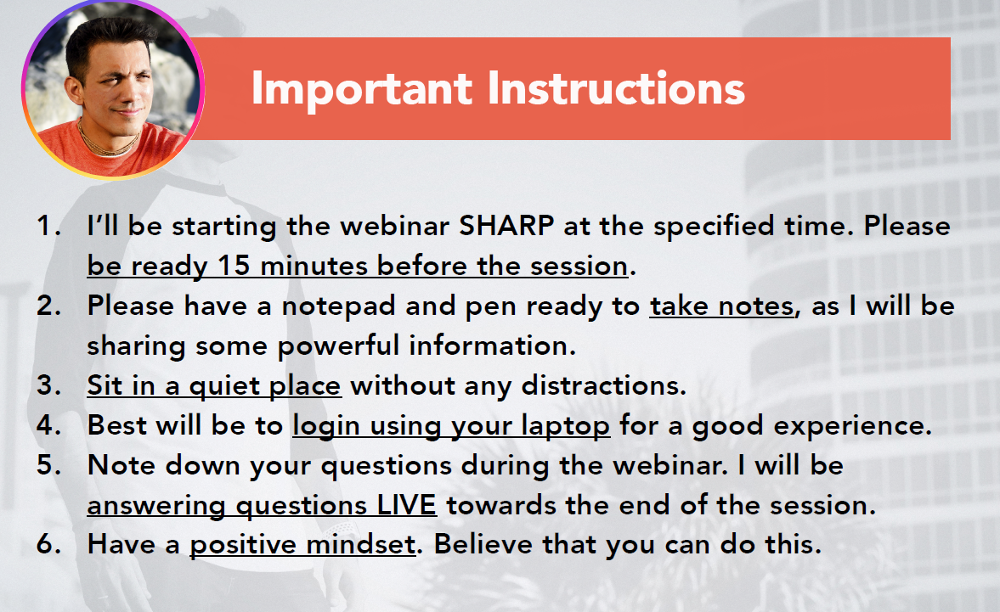 Important Instructions
1. I’ll be starting the webinar SHARP at the specified time. Please
be ready 15 minutes before the session.
2. Please have a notepad and pen ready to take notes, as I will be
sharing some powerful information.
3. Sit in a quiet place without any distractions.
4. Best will be to login using your laptop for a good experience.
5. Note down your questions during the webinar. I will be
answering questions LIVE towards the end of the session.
6. Have a positive mindset. Believe that you can do this.